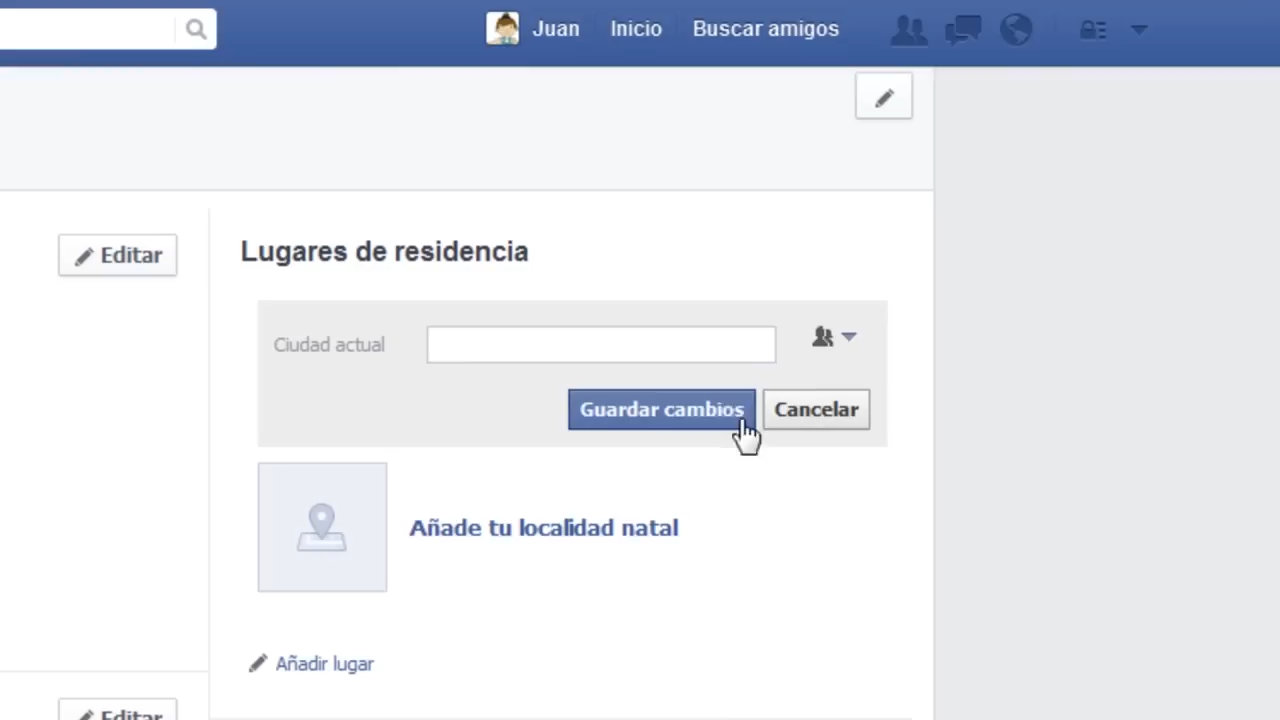 Juan Inicio Buscar amigos
Editar
Lugares de residencia
Ciudad actual
Guardar cambios Cancelar
Añade tu localidad natal
Añadir lugar
Editar